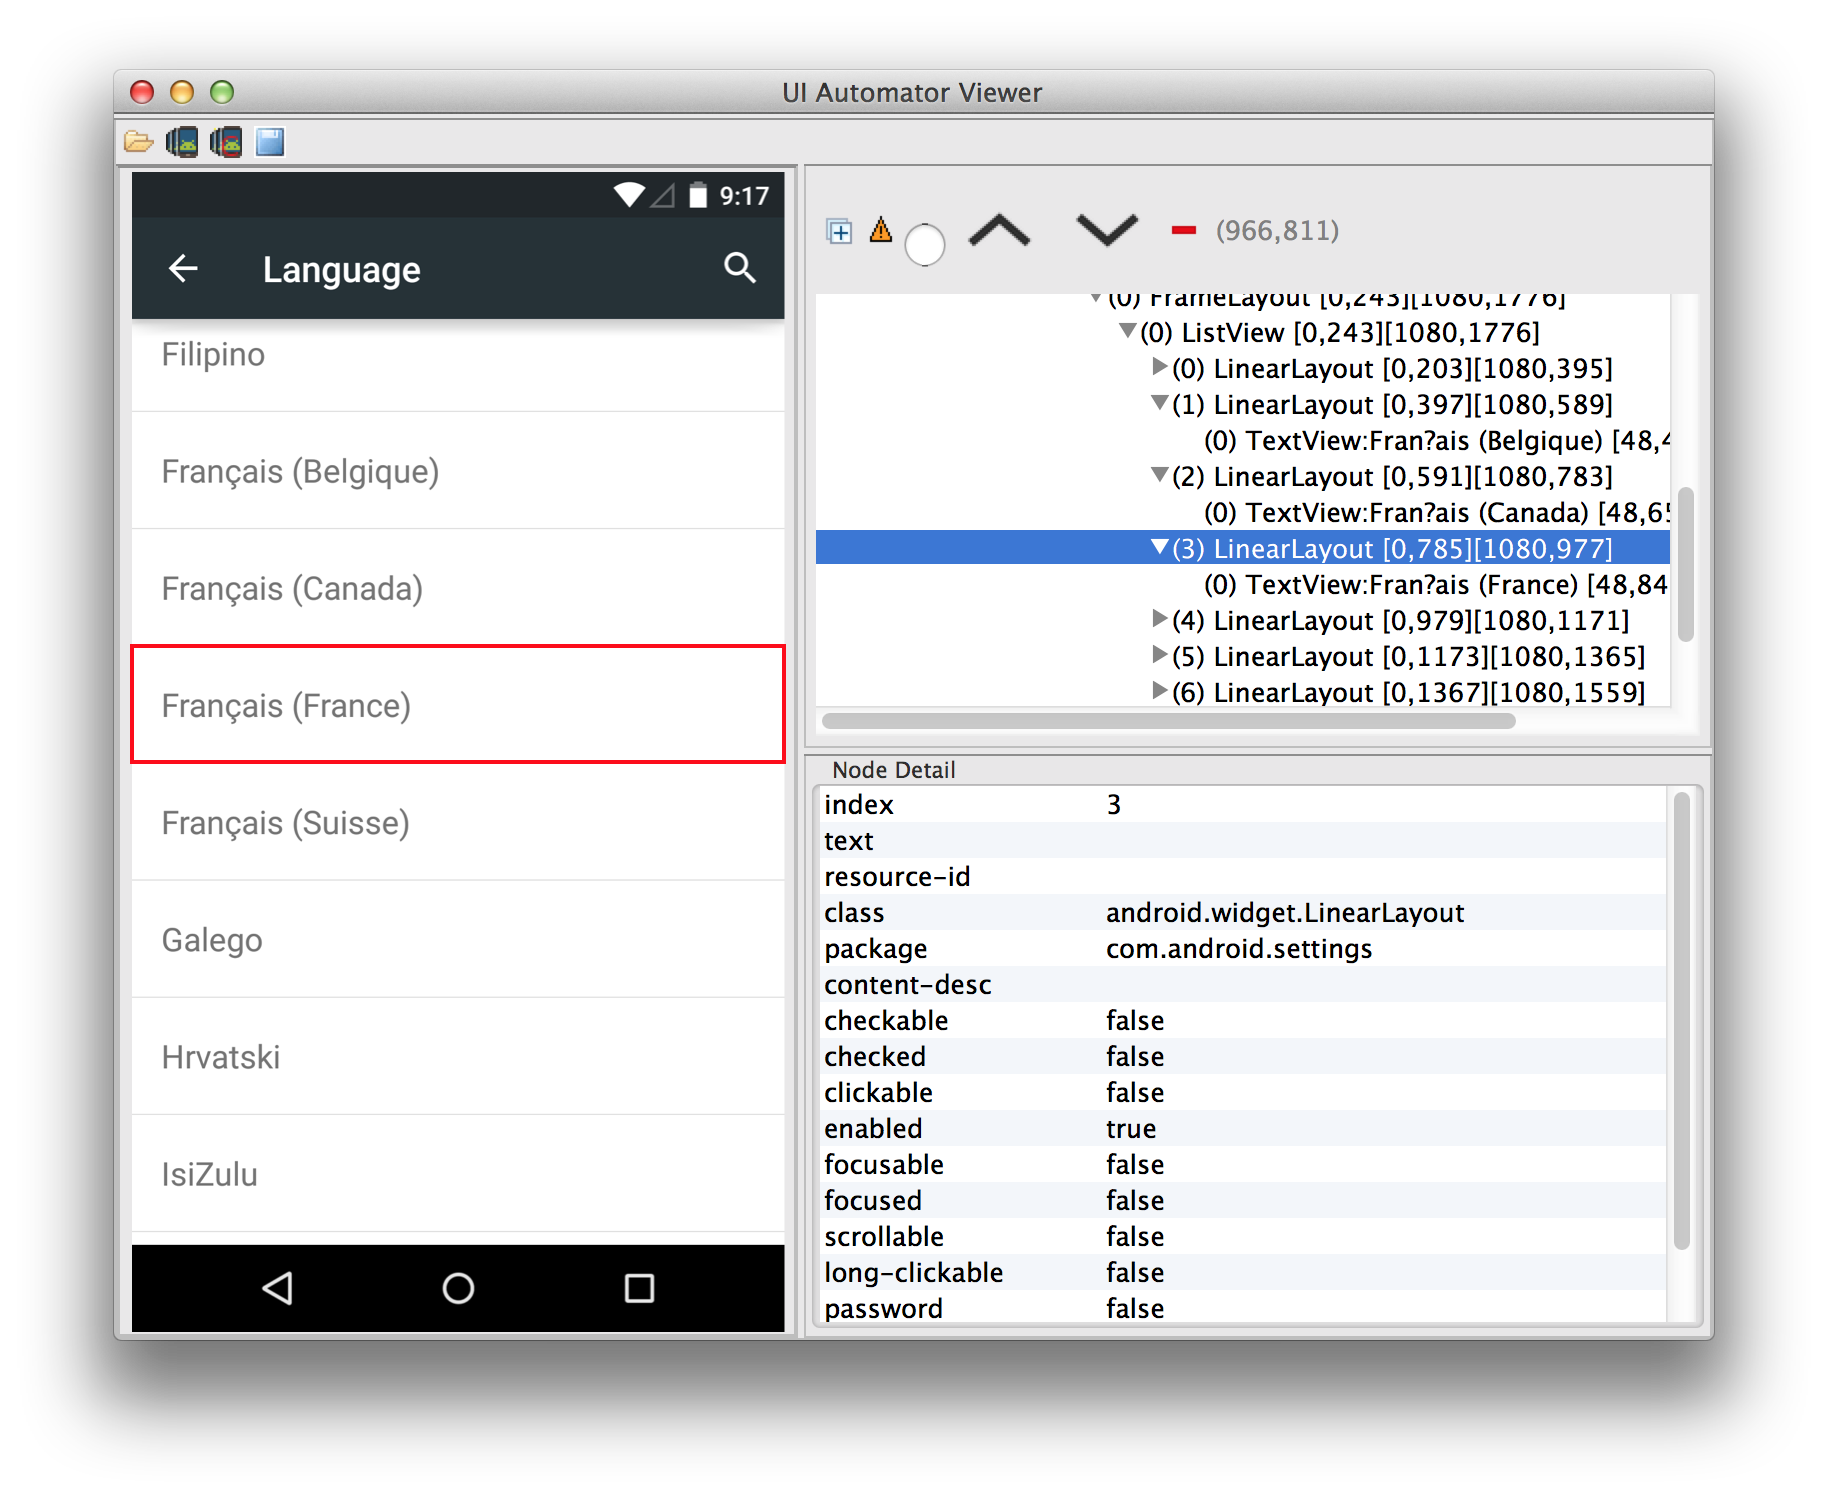 UI Automator Viewer
9:17
Language
Filipino
Français (Belgique)
Français (Canada)
Français (France)
Français (Suisse)
Galego
Hrvatski
IsiZulu
(966,811)
(0) FrameLayout [0,243][1080,1776]
(0) ListView [0,243][1080,1776]
(0) LinearLayout [0,203][1080,395]
(1) LinearLayout [0,397][1080,589]
(0) TextView:Fran?ais (Belgique) [48,4
(2) LinearLayout [0,591][1080,783]
(0) TextView:Fran?ais (Canada) [48,65
(3) LinearLayout [0,785][1080,977]
(0) TextView:Fran?ais (France) [48,84
(4) LinearLayout [0,979][1080,1171]
(5) LinearLayout [0,1173][1080,1365]
(6) LinearLayout [0,1367][1080,1559]
Node Detail
index 3
text
resource-id
class android.widget.LinearLayout
package com.android.settings
content-desc
checkable false
checked false
clickable false
enabled true
focusable false
focused false
scrollable false
long-clickable false
password false